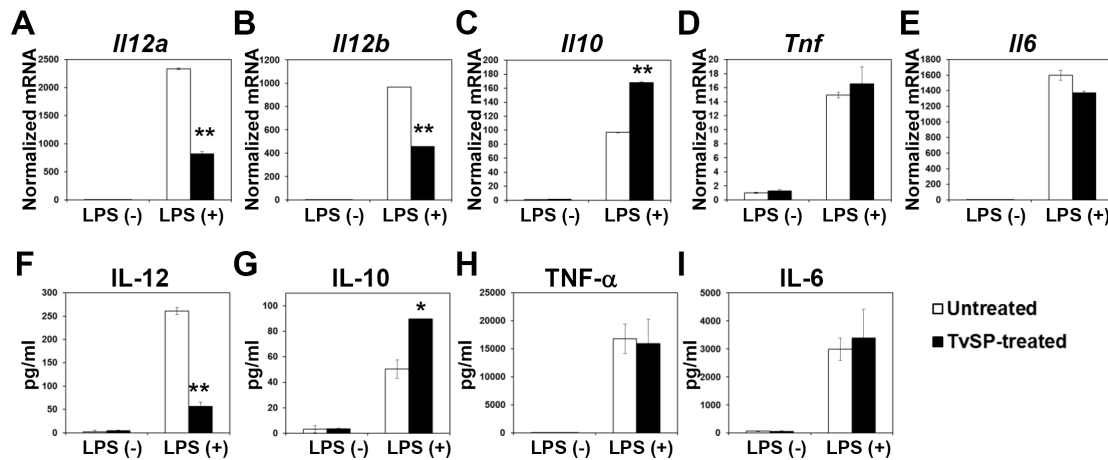 A Il12a
Normalized mRNA
2500
2000
1500
1000
500
0
**
LPS (-) LPS (+)
B Il12b
Normalized mRNA
1200
1000
800
600
400
200
0
**
LPS (-) LPS (+)
C Il10
Normalized mRNA
200
180
160
140
120
100
80
60
40
20
0
**
LPS (-) LPS (+)
D Tnf
Normalized mRNA
20
18
16
14
12
10
8
6
4
2
0
LPS (-) LPS (+)
E Il6
Normalized mRNA
1800
1600
1400
1200
1000
800
600
400
200
0
LPS (-) LPS (+)
F IL-12
pg/ml
300
250
200
150
100
50
0
**
LPS (-) LPS (+)
G IL-10
pg/ml
100
80
60
40
20
0
*
LPS (-) LPS (+)
H TNF-α
pg/ml
25000
20000
15000
10000
5000
0
LPS (-) LPS (+)
I IL-6
pg/ml
5000
4000
3000
2000
1000
0
LPS (-) LPS (+)
Untreated
TvSP-treated